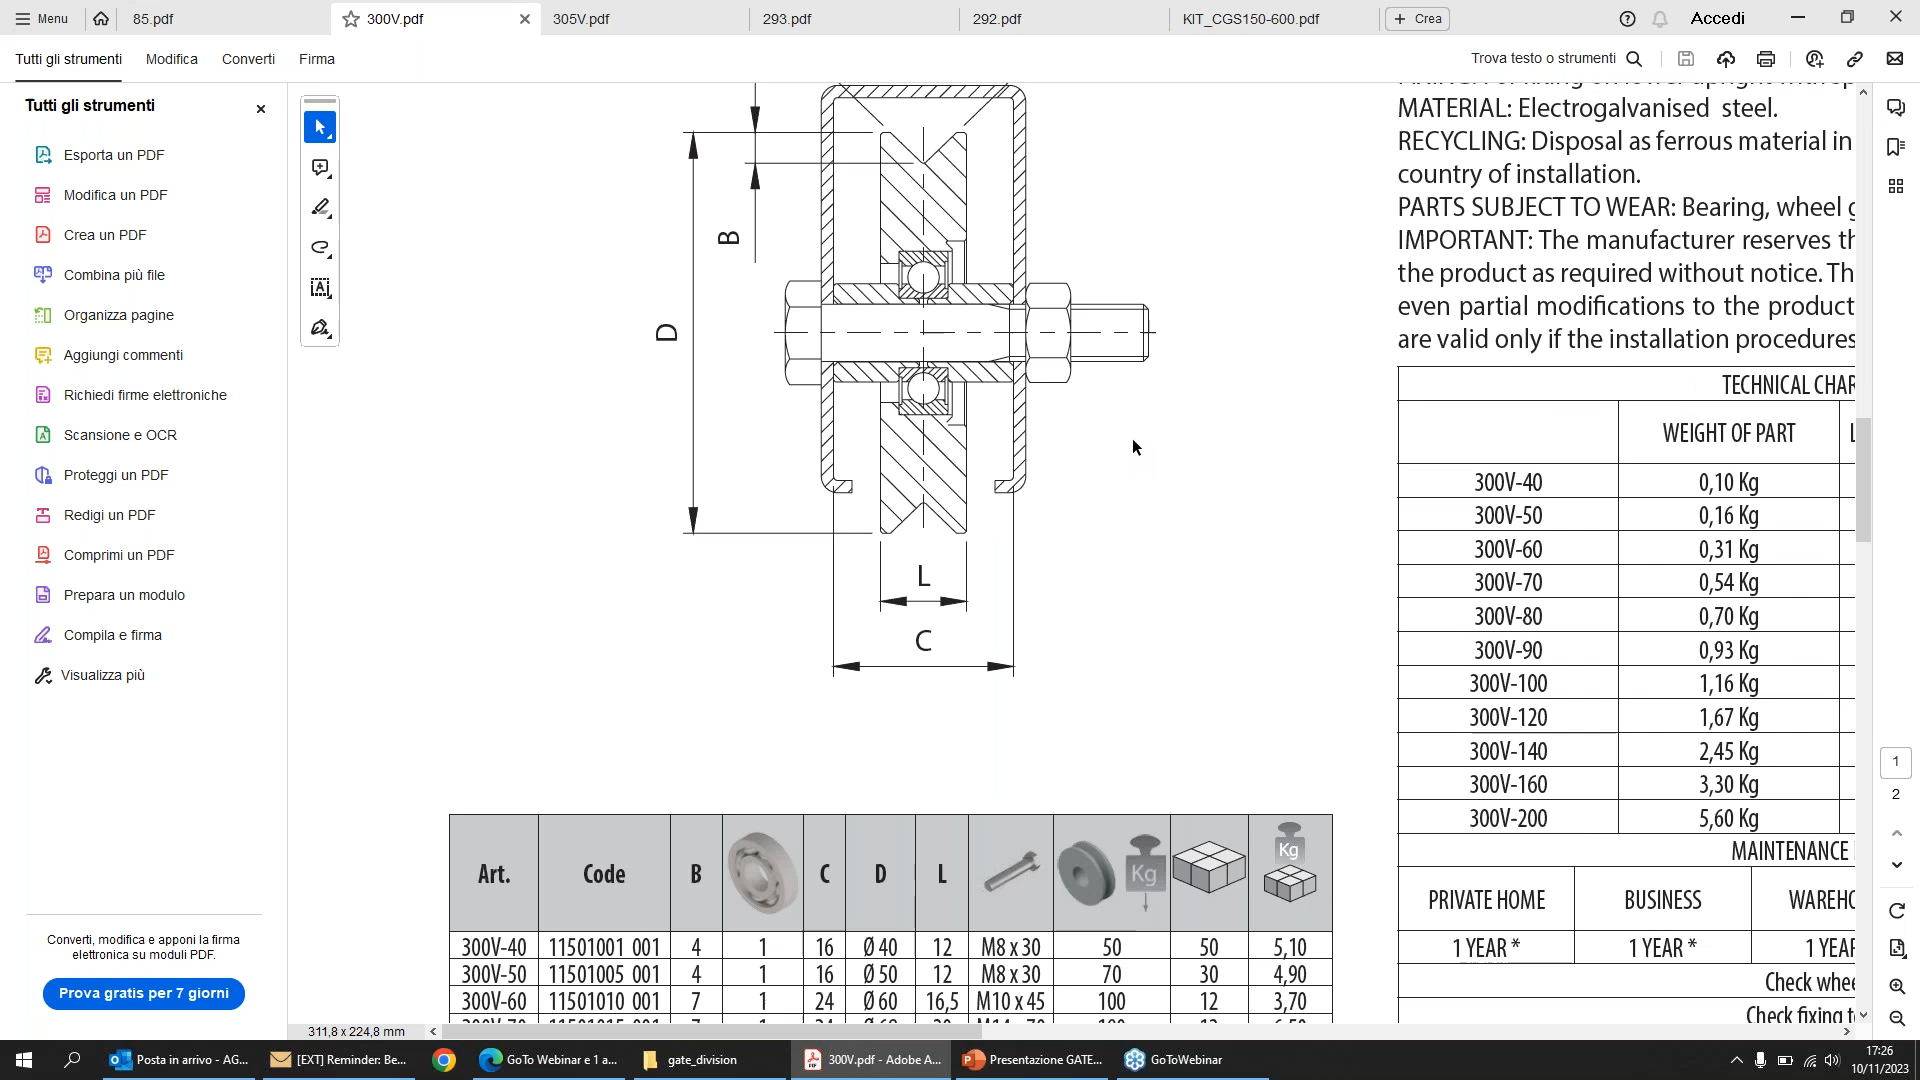 Menu
85.pdf
300V.pdf
305V.pdf
293.pdf
292.pdf
KIT_CGS150-600.pdf
Crea
Accedi
Tutti gli strumenti
Modifica
Converti
Firma
Trova testo o strumenti
Tutti gli strumenti
Esporta un PDF
Modifica un PDF
Crea un PDF
Combina più file
Organizza pagine
Aggiungi commenti
Richiedi firme elettroniche
Scansione e OCR
Proteggi un PDF
Redigi un PDF
Comprimi un PDF
Prepara un modulo
Compila e firma
Visualizza più
Converti, modifica e apponi la firma
elettronica su moduli PDF.
Prova gratis per 7 giorni
B
D
L
C
MATERIAL: Electrogalvanised steel.
RECYCLING: Disposal as ferrous material in
country of installation.
PARTS SUBJECT TO WEAR: Bearing, wheel g
IMPORTANT: The manufacturer reserves th
the product as required without notice. Th
even partial modifications to the product
are valid only if the installation procedures
TECHNICAL CHAR
WEIGHT OF PART L
300V-40 0,10 Kg
300V-50 0,16 Kg
300V-60 0,31 Kg
300V-70 0,54 Kg
300V-80 0,70 Kg
300V-90 0,93 Kg
300V-100 1,16 Kg
300V-120 1,67 Kg
300V-140 2,45 Kg
300V-160 3,30 Kg
300V-200 5,60 Kg
MAINTENANCE
PRIVATE HOME BUSINESS WAREHO
1 YEAR * 1 YEAR * 1 YEAR
Check whee
Check fixing to
Art. Code B C D L Kg Kg
300V-40 11501001 001 4 1 16 Ø 40 12 M8 x 30 50 50 5,10
300V-50 11501005 001 4 1 16 Ø 50 12 M8 x 30 70 30 4,90
300V-60 11501010 001 7 1 24 Ø 60 16,5 M10 x 45 100 12 3,70
1
2
311,8 x 224,8 mm
Posta in arrivo - AG...
[EXT] Reminder: Be...
GoTo Webinar e 1 a...
gate_division
300V.pdf - Adobe A...
Presentazione GATE...
GoToWebinar
17:26
10/11/2023